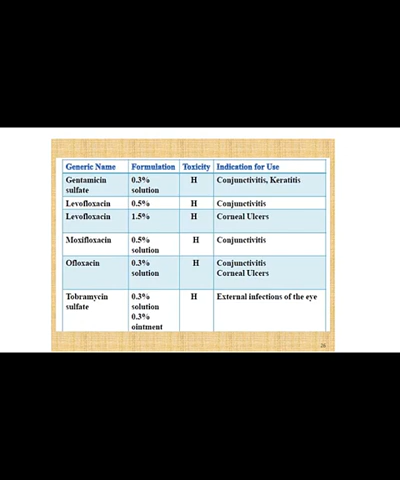 Generic Name Formulation Toxicity Indication for Use
Gentamicin 0.3% H Conjunctivitis, Keratitis
sulfate solution
Levofloxacin 0.5% H Conjunctivitis
Levofloxacin 1.5% H Corneal Ulcers
Moxifloxacin 0.5% H Conjunctivitis
solution
Ofloxacin 0.3% H Conjunctivitis
solution Corneal Ulcers
Tobramycin 0.3% H External infections of the eye
sulfate solution
0.3%
ointment
26